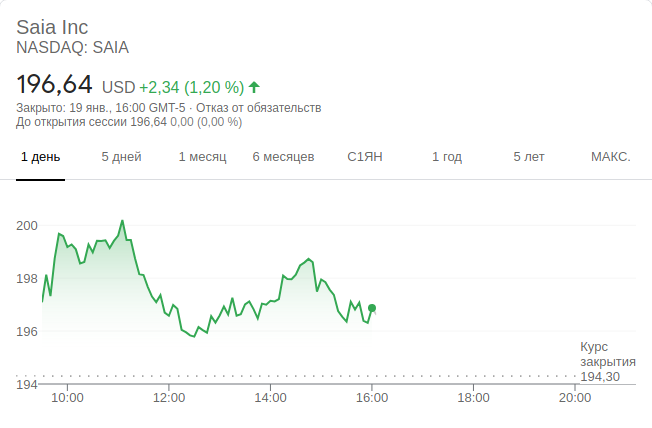 Saia Inc
NASDAQ: SAIA
196,64 USD +2,34 (1,20 %)
Закрыто: 19 янв., 16:00 GMT-5 · Отказ от обязательств
До открытия сессии 196,64 0,00 (0,00 %)
1 день 5 дней 1 месяц 6 месяцев С1ЯН 1 год 5 лет МАКС.
200
198
196
Курс
закрытия
194,30
194
10:00 12:00 14:00 16:00 18:00 20:00